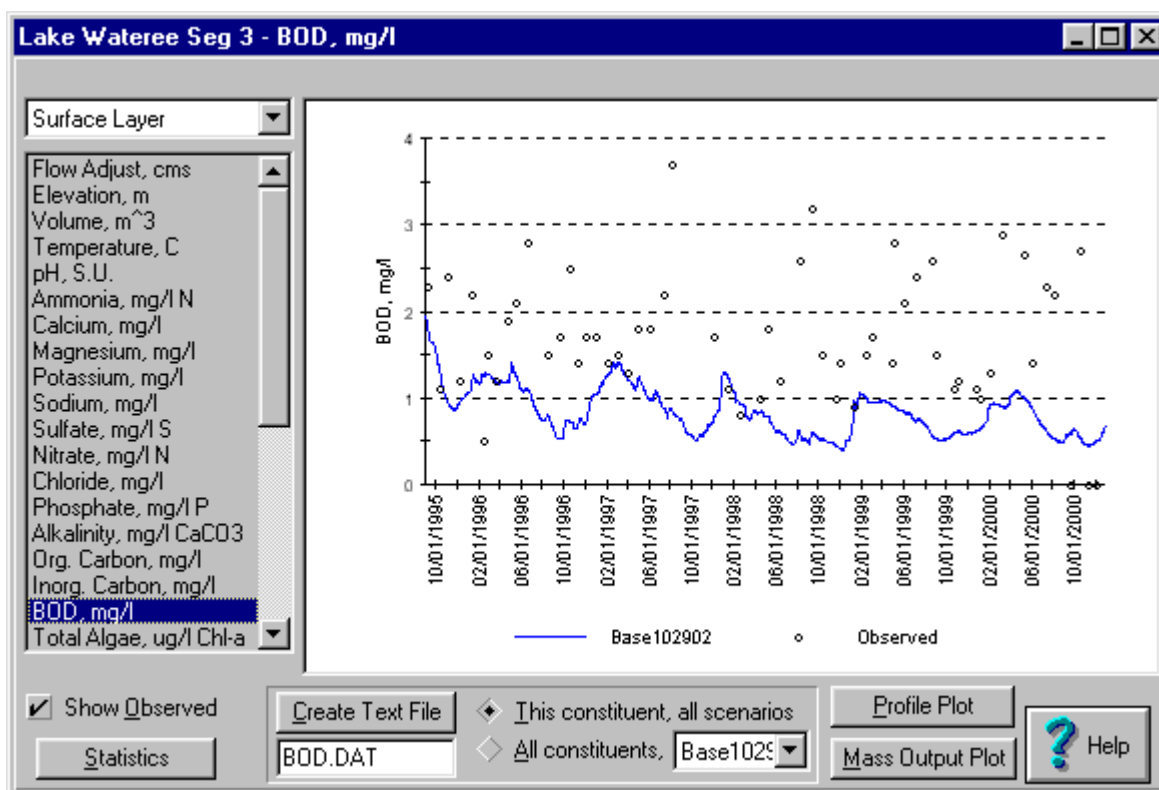 Lake Wateree Seg 3 - BOD, mg/l
Surface Layer
Flow Adjust, cms
Elevation, m
Volume, m^3
Temperature, C
pH, S.U.
Ammonia, mg/l N
Calcium, mg/l
Magnesium, mg/l
Potassium, mg/l
Sodium, mg/l
Sulfate, mg/l S
Nitrate, mg/l N
Chloride, mg/l
Phosphate, mg/l P
Alkalinity, mg/l CaCO3
Org. Carbon, mg/l
Inorg. Carbon, mg/l
BOD, mg/l
Total Algae, ug/l Chl-a
BOD, mg/l
4
3
2
1
0
10/01/1995
02/01/1996
06/01/1996
10/01/1996
02/01/1997
06/01/1997
10/01/1997
02/01/1998
06/01/1998
10/01/1998
02/01/1999
06/01/1999
10/01/1999
02/01/2000
06/01/2000
10/01/2000
Base102902
Observed
Show Observed
Statistics
Create Text File
BOD.DAT
This constituent, all scenarios
All constituents,
Base1029
Profile Plot
Mass Output Plot
? Help